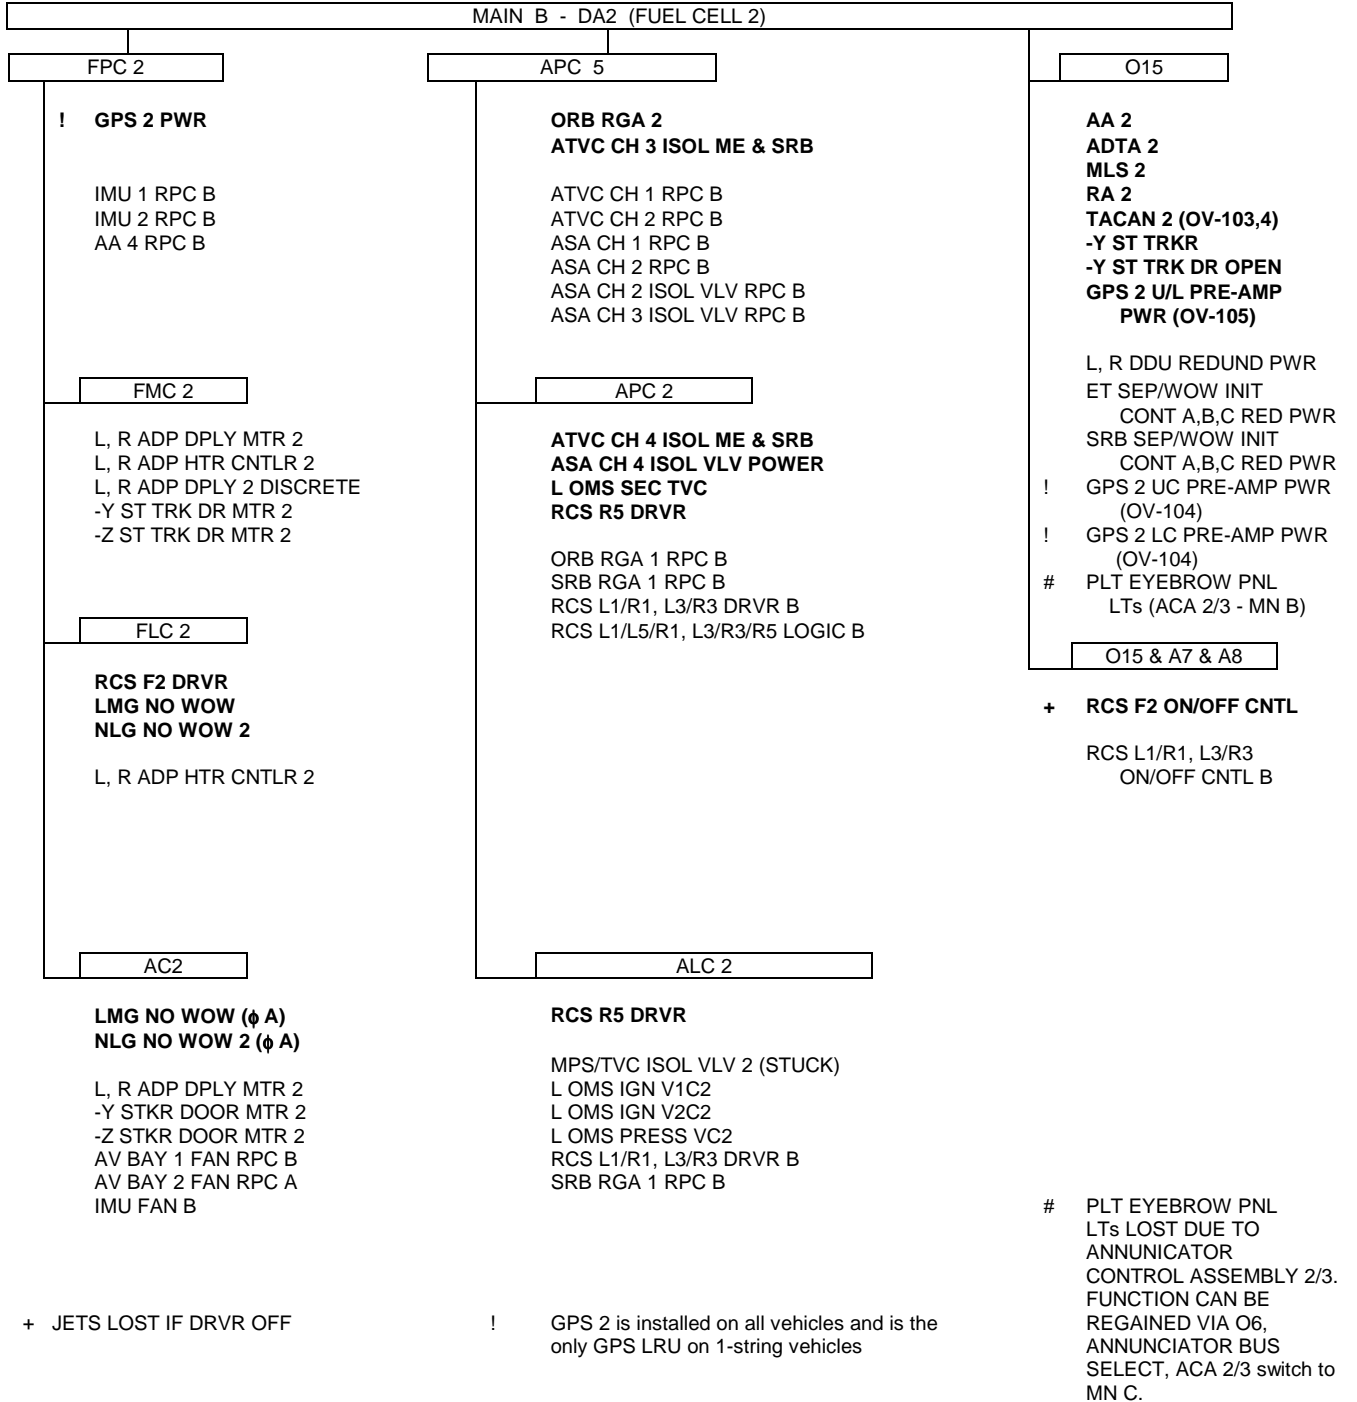 MAIN B - DA2 (FUEL CELL 2)
FPC 2
! GPS 2 PWR
IMU 1 RPC B
IMU 2 RPC B
AA 4 RPC B
FMC 2
L, R ADP DPLY MTR 2
L, R ADP HTR CNTLR 2
L, R ADP DPLY 2 DISCRETE
-Y ST TRK DR MTR 2
-Z ST TRK DR MTR 2
FLC 2
RCS F2 DRVR
LMG NO WOW
NLG NO WOW 2
L, R ADP HTR CNTLR 2
AC2
LMG NO WOW (ϕ A)
NLG NO WOW 2 (ϕ A)
L, R ADP DPLY MTR 2
-Y STKR DOOR MTR 2
-Z STKR DOOR MTR 2
AV BAY 1 FAN RPC B
AV BAY 2 FAN RPC A
IMU FAN B
+ JETS LOST IF DRVR OFF
APC 5
ORB RGA 2
ATVC CH 3 ISOL ME & SRB
ATVC CH 1 RPC B
ATVC CH 2 RPC B
ASA CH 1 RPC B
ASA CH 2 RPC B
ASA CH 2 ISOL VLV RPC B
ASA CH 3 ISOL VLV RPC B
APC 2
ATVC CH 4 ISOL ME & SRB
ASA CH 4 ISOL VLV POWER
L OMS SEC TVC
RCS R5 DRVR
ORB RGA 1 RPC B
SRB RGA 1 RPC B
RCS L1/R1, L3/R3 DRVR B
RCS L1/L5/R1, L3/R3/R5 LOGIC B
ALC 2
RCS R5 DRVR
MPS/TVC ISOL VLV 2 (STUCK)
L OMS IGN V1C2
L OMS IGN V2C2
L OMS PRESS VC2
RCS L1/R1, L3/R3 DRVR B
SRB RGA 1 RPC B
! GPS 2 is installed on all vehicles and is the
only GPS LRU on 1-string vehicles
O15
AA 2
ADTA 2
MLS 2
RA 2
TACAN 2 (OV-103,4)
-Y ST TRKR
-Y ST TRK DR OPEN
GPS 2 U/L PRE-AMP
PWR (OV-105)
L, R DDU REDUND PWR
ET SEP/WOW INIT
CONT A,B,C RED PWR
SRB SEP/WOW INIT
CONT A,B,C RED PWR
! GPS 2 UC PRE-AMP PWR
(OV-104)
! GPS 2 LC PRE-AMP PWR
(OV-104)
# PLT EYEBROW PNL
LTs (ACA 2/3 - MN B)
O15 & A7 & A8
+ RCS F2 ON/OFF CNTL
RCS L1/R1, L3/R3
ON/OFF CNTL B
# PLT EYEBROW PNL
LTs LOST DUE TO
ANNUNICATOR
CONTROL ASSEMBLY 2/3.
FUNCTION CAN BE
REGAINED VIA O6,
ANNUNCIATOR BUS
SELECT, ACA 2/3 switch to
MN C.